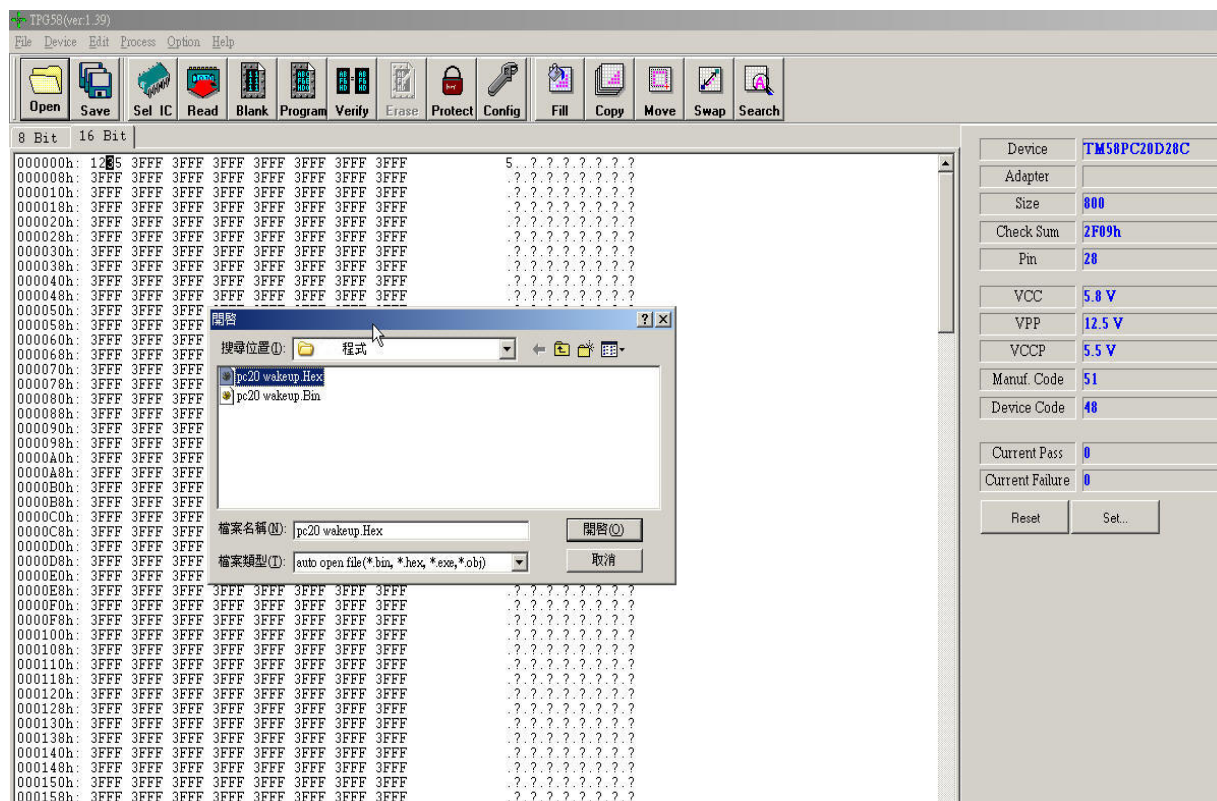 TPG58(ver:1.39)
File Device Edit Process Option Help
Open Save Sel IC Read Blank Program Verify Erase Protect Config Fill Copy Move Swap Search
8 Bit 16 Bit
000000h: 1235 3FFF 3FFF 3FFF 3FFF 3FFF 3FFF 3FFF 5...?.?.?.?.?.?.?
000008h: 3FFF 3FFF 3FFF 3FFF 3FFF 3FFF 3FFF 3FFF .?.?.?.?.?.?.?.?
000010h: 3FFF 3FFF 3FFF 3FFF 3FFF 3FFF 3FFF 3FFF .?.?.?.?.?.?.?.?
000018h: 3FFF 3FFF 3FFF 3FFF 3FFF 3FFF 3FFF 3FFF .?.?.?.?.?.?.?.?
000020h: 3FFF 3FFF 3FFF 3FFF 3FFF 3FFF 3FFF 3FFF .?.?.?.?.?.?.?.?
000028h: 3FFF 3FFF 3FFF 3FFF 3FFF 3FFF 3FFF 3FFF .?.?.?.?.?.?.?.?
000030h: 3FFF 3FFF 3FFF 3FFF 3FFF 3FFF 3FFF 3FFF .?.?.?.?.?.?.?.?
000038h: 3FFF 3FFF 3FFF 3FFF 3FFF 3FFF 3FFF 3FFF .?.?.?.?.?.?.?.?
000040h: 3FFF 3FFF 3FFF 3FFF 3FFF 3FFF 3FFF 3FFF .?.?.?.?.?.?.?.?
000048h: 3FFF 3FFF 3FFF 3FFF 3FFF 3FFF 3FFF 3FFF .?.?.?.?.?.?.?.?
000050h: 3FFF 3FFF 3FFF
000058h: 3FFF 3FFF 3FFF
000060h: 3FFF 3FFF 3FFF
000068h: 3FFF 3FFF 3FFF
000070h: 3FFF 3FFF 3FFF
000078h: 3FFF 3FFF 3FFF
000080h: 3FFF 3FFF 3FFF
000088h: 3FFF 3FFF 3FFF
000090h: 3FFF 3FFF 3FFF
000098h: 3FFF 3FFF 3FFF
0000A0h: 3FFF 3FFF 3FFF
0000A8h: 3FFF 3FFF 3FFF
0000B0h: 3FFF 3FFF 3FFF
0000B8h: 3FFF 3FFF 3FFF
0000C0h: 3FFF 3FFF 3FFF
0000C8h: 3FFF 3FFF 3FFF
0000D0h: 3FFF 3FFF 3FFF
0000D8h: 3FFF 3FFF 3FFF
0000E0h: 3FFF 3FFF 3FFF
0000E8h: 3FFF 3FFF 3FFF 3FFF 3FFF 3FFF 3FFF 3FFF .?.?.?.?.?.?.?.?
0000F0h: 3FFF 3FFF 3FFF 3FFF 3FFF 3FFF 3FFF 3FFF .?.?.?.?.?.?.?.?
0000F8h: 3FFF 3FFF 3FFF 3FFF 3FFF 3FFF 3FFF 3FFF .?.?.?.?.?.?.?.?
000100h: 3FFF 3FFF 3FFF 3FFF 3FFF 3FFF 3FFF 3FFF .?.?.?.?.?.?.?.?
000108h: 3FFF 3FFF 3FFF 3FFF 3FFF 3FFF 3FFF 3FFF .?.?.?.?.?.?.?.?
000110h: 3FFF 3FFF 3FFF 3FFF 3FFF 3FFF 3FFF 3FFF .?.?.?.?.?.?.?.?
000118h: 3FFF 3FFF 3FFF 3FFF 3FFF 3FFF 3FFF 3FFF .?.?.?.?.?.?.?.?
000120h: 3FFF 3FFF 3FFF 3FFF 3FFF 3FFF 3FFF 3FFF .?.?.?.?.?.?.?.?
000128h: 3FFF 3FFF 3FFF 3FFF 3FFF 3FFF 3FFF 3FFF .?.?.?.?.?.?.?.?
000130h: 3FFF 3FFF 3FFF 3FFF 3FFF 3FFF 3FFF 3FFF .?.?.?.?.?.?.?.?
000138h: 3FFF 3FFF 3FFF 3FFF 3FFF 3FFF 3FFF 3FFF .?.?.?.?.?.?.?.?
000140h: 3FFF 3FFF 3FFF 3FFF 3FFF 3FFF 3FFF 3FFF .?.?.?.?.?.?.?.?
000148h: 3FFF 3FFF 3FFF 3FFF 3FFF 3FFF 3FFF 3FFF .?.?.?.?.?.?.?.?
000150h: 3FFF 3FFF 3FFF 3FFF 3FFF 3FFF 3FFF 3FFF .?.?.?.?.?.?.?.?
000158h: 3FFF 3FFF 3FFF 3FFF 3FFF 3FFF 3FFF 3FFF .?.?.?.?.?.?.?.?
開啓
搜尋位置(I): 程式
pc20 wakeup.Hex
pc20 wakeup.Bin
檔案名稱(N): pc20 wakeup.Hex 開啓(O)
檔案類型(T): auto open file(*.bin, *.hex, *.exe,*.obj) 取消
Device TM58PC20D28C
Adapter
Size 800
Check Sum 2F09h
Pin 28
VCC 5.8 V
VPP 12.5 V
VCCP 5.5 V
Manuf. Code 51
Device Code 48
Current Pass 0
Current Failure 0
Reset Set...